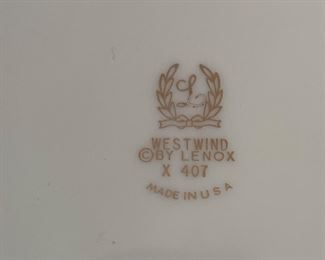 L
WESTWIND
©BY LENOX
X 407
MADE IN U S A